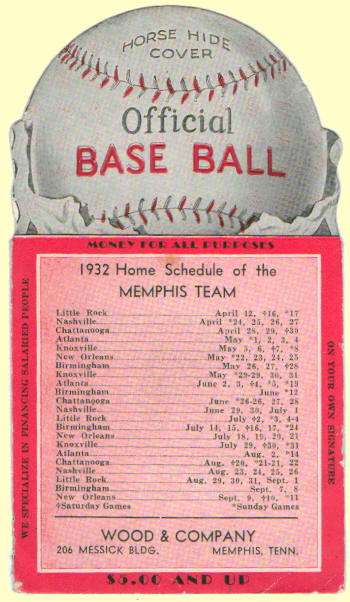 HORSE HIDE
COVER
Official
BASE BALL
MONEY FOR ALL PURPOSES
WE SPECIALIZE IN FINANCING SALARIED PEOPLE
ON YOUR OWN SIGNATURE
1932 Home Schedule of the
MEMPHIS TEAM
Little Rock April 12, †16, *17
Nashville April *24, 25, 26, 27
Chattanooga April 28, 29, †39
Atlanta May *1, 2, 3, 4
Knoxville May 5, 6, †7, *8
New Orleans May *22, 23, 24, 25
Birmingham May 26, 27, †28
Knoxville May *29-29, 30, 31
Atlanta June 2, 3, †4, *5, *19
Birmingham June *12
Chattanooga June *26-26, 27, 28
Nashville June 29, 30, July 1
Little Rock July †2, *3, 4-4
Birmingham July 14, 15, †16, *17, *24
New Orleans July 18, 19, 20, 21
Knoxville July 29, †30, *31
Atlanta Aug. 2, *14
Chattanooga Aug. †20, *21-21, 22
Nashville Aug. 23, 24, 25, 26
Little Rock Aug. 29, 30, 31, Sept. 1
Birmingham Sept. 7, 8
New Orleans Sept. 9, †10, *11
†Saturday Games *Sunday Games
WOOD & COMPANY
206 MESSICK BLDG. MEMPHIS, TENN.
$5.00 AND UP